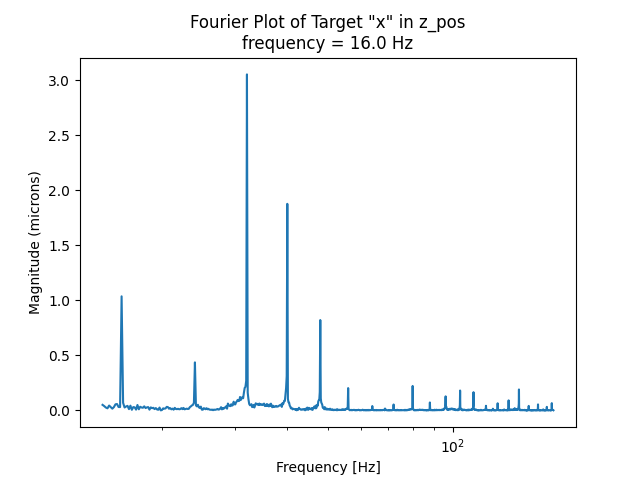 Fourier Plot of Target "x" in z_pos
frequency = 16.0 Hz
3.0
2.5
2.0
1.5
1.0
0.5
0.0
Magnitude (microns)
10²
Frequency [Hz]